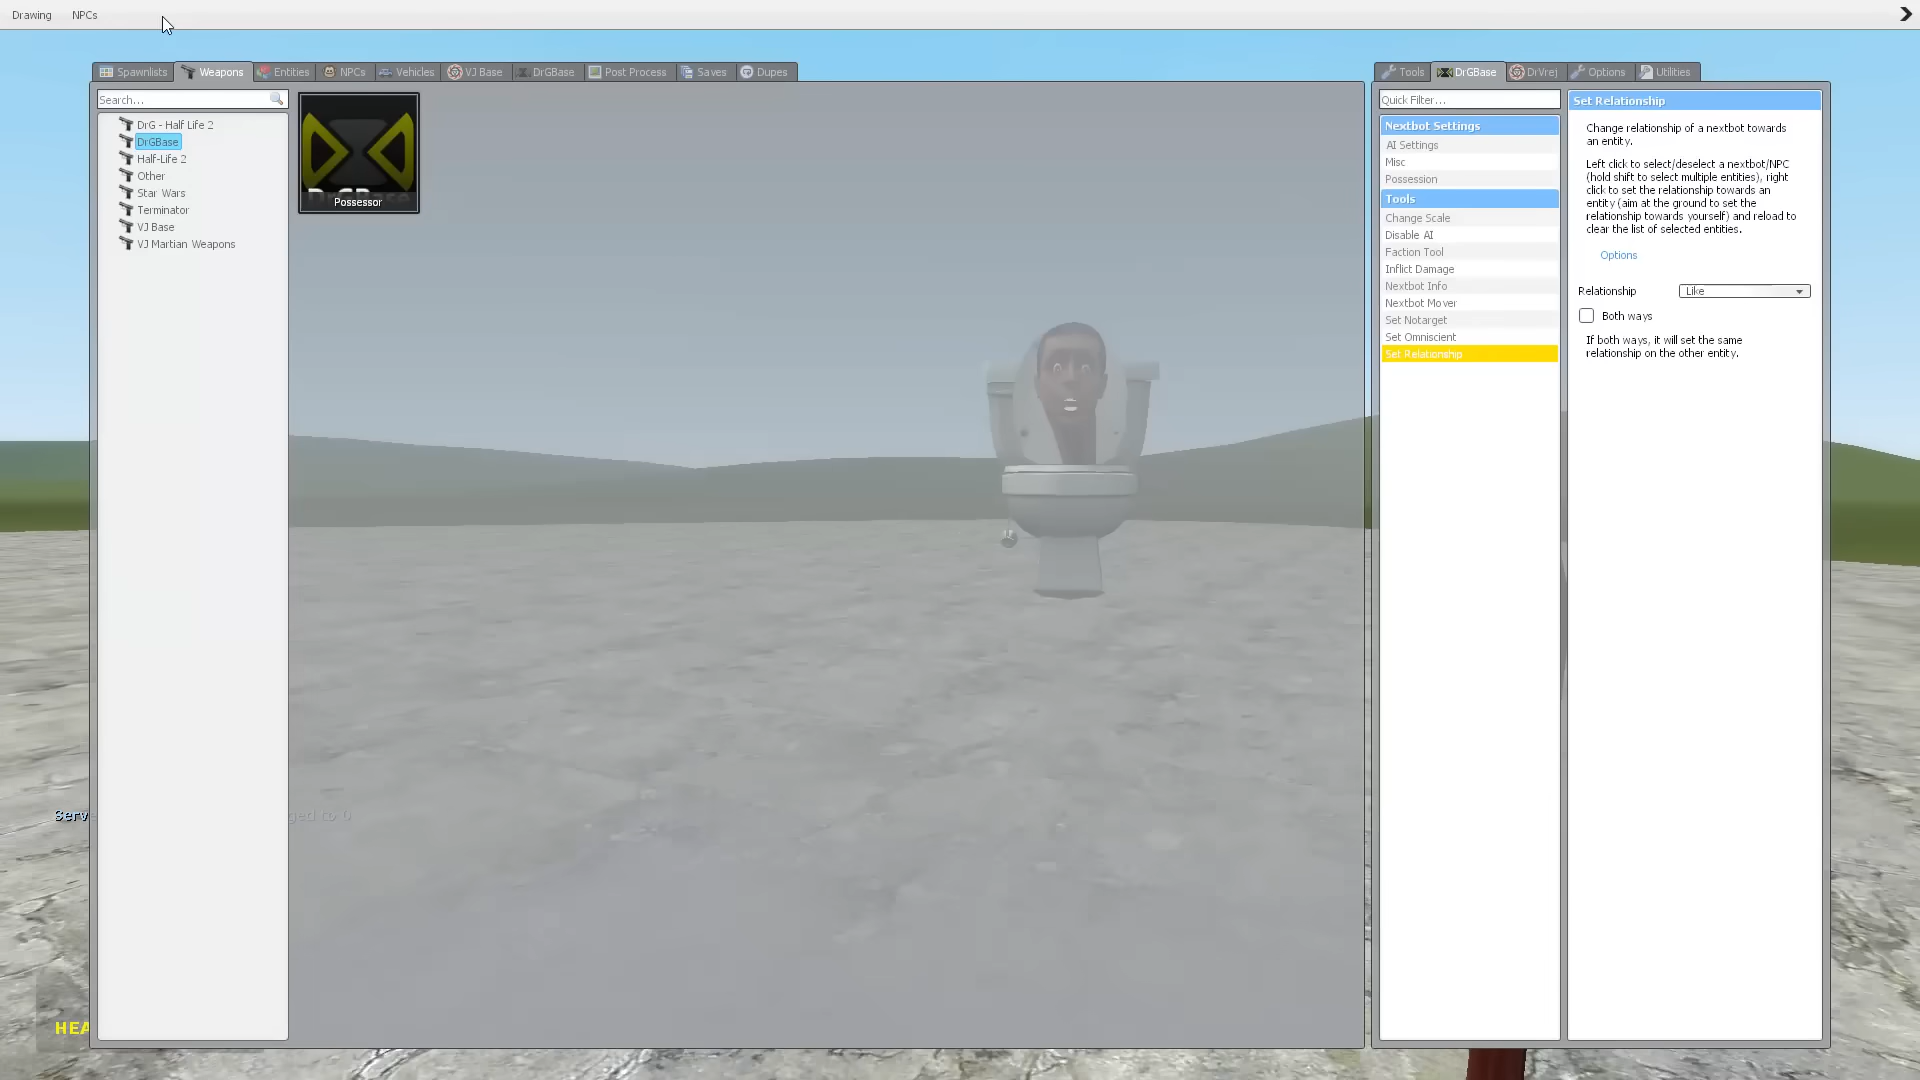 Drawing NPCs
Spawnlists Weapons Entities NPCs Vehicles VJ Base DrGBase Post Process Saves Dupes
Search...
DrG - Half Life 2
DrGBase
Half-Life 2
Other
Star Wars
Terminator
VJ Base
VJ Martian Weapons
DrGBase
Possessor
Serv
ged to 0
HEA
Tools DrGBase DrVrej Options Utilities
Quick Filter...
Nextbot Settings
AI Settings
Misc
Possession
Tools
Change Scale
Disable AI
Faction Tool
Inflict Damage
Nextbot Info
Nextbot Mover
Set Notarget
Set Omniscient
Set Relationship
Set Relationship
Change relationship of a nextbot towards
an entity.
Left click to select/deselect a nextbot/NPC
(hold shift to select multiple entities), right
click to set the relationship towards an
entity (aim at the ground to set the
relationship towards yourself) and reload to
clear the list of selected entities.
Options
Relationship Like
Both ways
If both ways, it will set the same
relationship on the other entity.